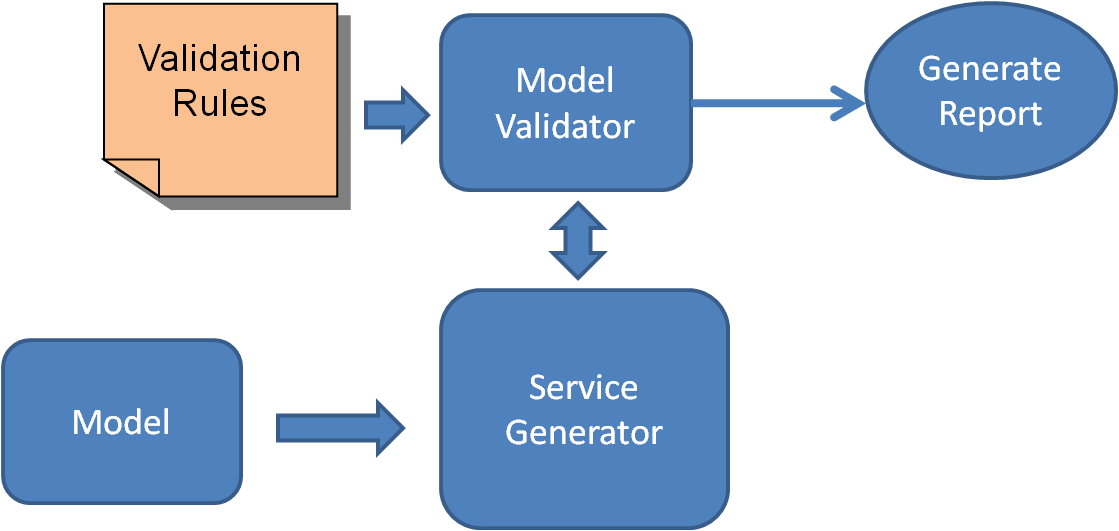 Validation
Rules
Model
Validator
Generate
Report
Model
Service
Generator